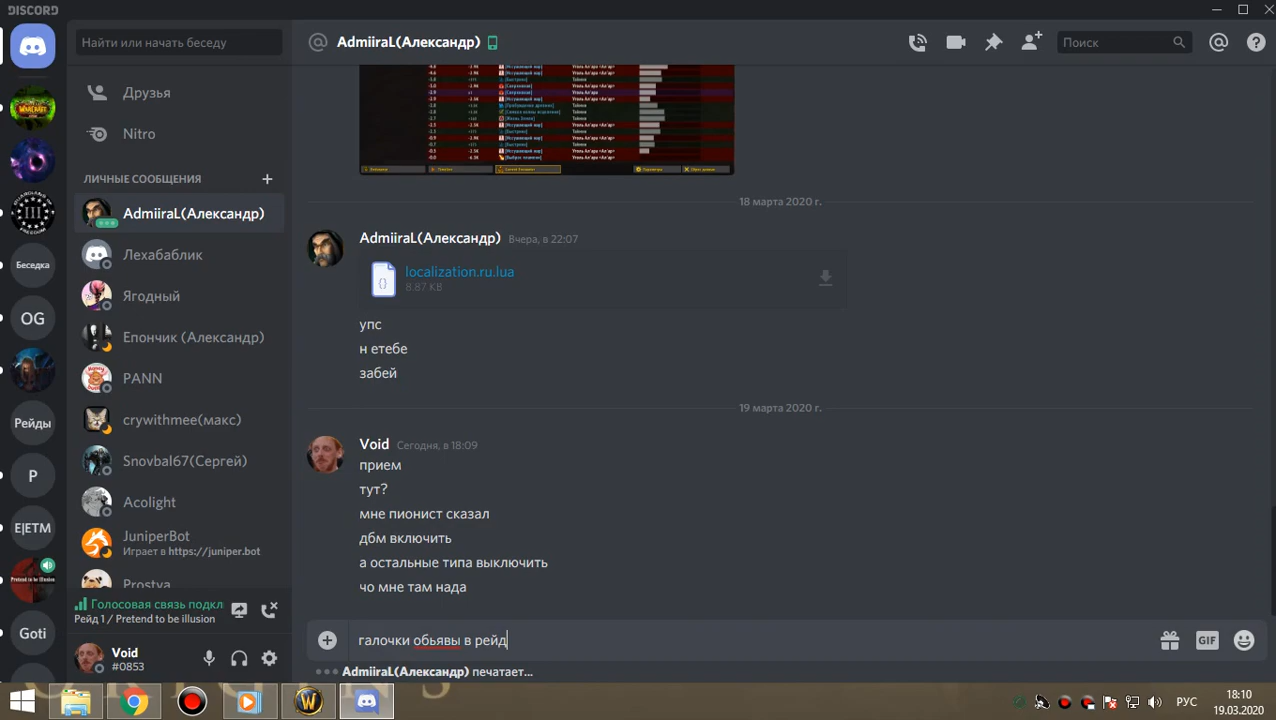 DISCORD
Найти или начать беседу
Друзья
Nitro
ЛИЧНЫЕ СООБЩЕНИЯ
AdmiiraL(Александр)
Лехабаблик
Ягодный
Епончик (Александр)
PANN
crywithmee(макс)
Snovbal67(Сергей)
Acolight
JuniperBot
Играет в https://juniper.bot
Prostya
Беседка
OG
Рейды
P
E|ETM
Pretend to be illusion
Goti
Голосовая связь подкл
Рейд 1 / Pretend to be illusion
Void
#0853
AdmiiraL(Александр)
Поиск
18 марта 2020 г.
AdmiiraL(Александр) Вчера, в 22:07
localization.ru.lua
8.87 KB
упс
н етебе
забей
19 марта 2020 г.
Void Сегодня, в 18:09
прием
тут?
мне пионист сказал
дбм включить
а остальные типа выключить
чо мне там нада
галочки обьявы в рейд
GIF
AdmiiraL(Александр) печатает...
РУС
18:10
19.03.2020